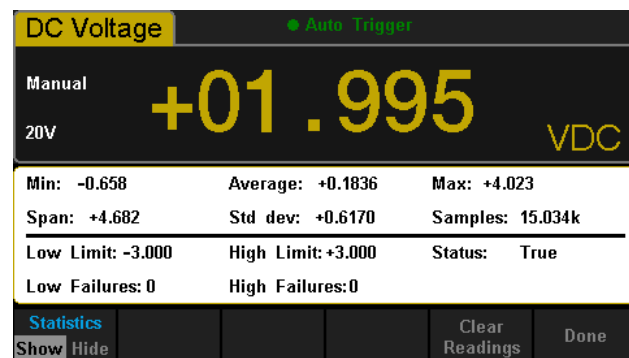 DC Voltage
● Auto Trigger
Manual
20V
+01.995
VDC
Min: -0.658 Average: +0.1836 Max: +4.023
Span: +4.682 Std dev: +0.6170 Samples: 15.034k
Low Limit: -3.000 High Limit: +3.000 Status: True
Low Failures: 0 High Failures: 0
Statistics
Show Hide
Clear
Readings
Done